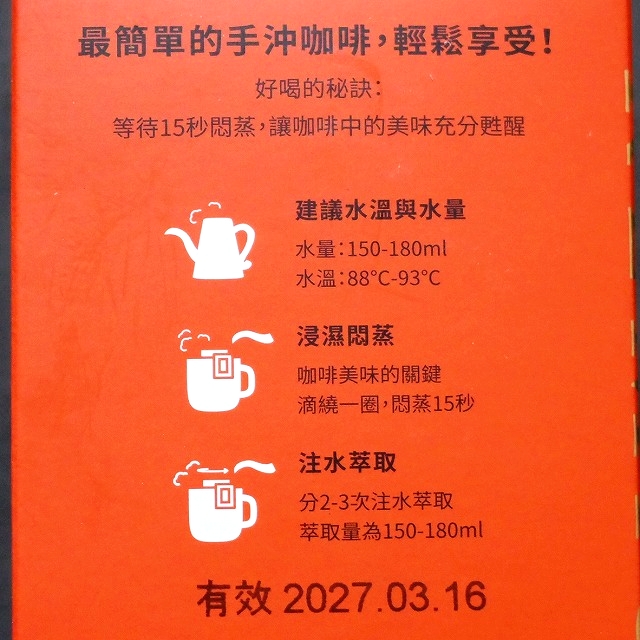 最簡單的手沖咖啡，輕鬆享受！
好喝的秘訣：
等待15秒悶蒸，讓咖啡中的美味充分甦醒
建議水溫與水量
水量：150-180ml
水溫：88°C-93°C
浸濕悶蒸
咖啡美味的關鍵
滴繞一圈，悶蒸15秒
注水萃取
分2-3次注水萃取
萃取量為150-180ml
有效 2027.03.16